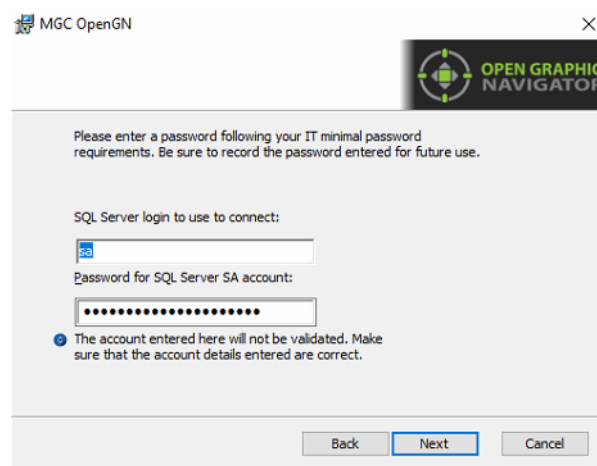 MGC OpenGN
OPEN GRAPHIC
NAVIGATOR
Please enter a password following your IT minimal password
requirements. Be sure to record the password entered for future use.
SQL Server login to use to connect:
sa
Password for SQL Server SA account:
•••••••••••••••••••••
The account entered here will not be validated. Make
sure that the account details entered are correct.
Back Next Cancel